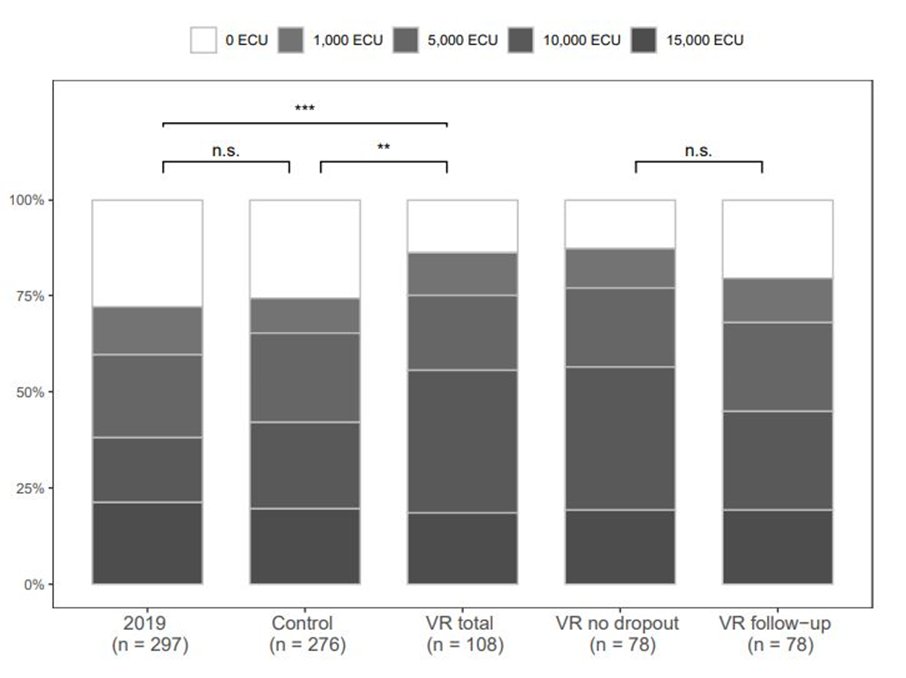 0 ECU 1,000 ECU 5,000 ECU 10,000 ECU 15,000 ECU
***
n.s. ** n.s.
100%
75%
50%
25%
0%
2019 Control VR total VR no dropout VR follow−up
(n = 297) (n = 276) (n = 108) (n = 78) (n = 78)